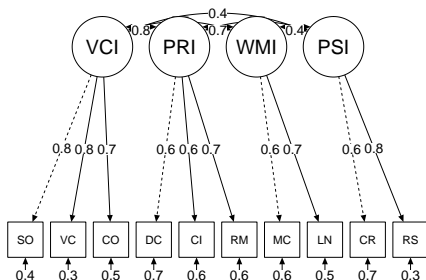 0.4
0.8 0.7 0.4
VCI PRI WMI PSI
0.8 0.8 0.7 0.6 0.6 0.7 0.6 0.7 0.6 0.8
SO VC CO DC CI RM MC LN CR RS
0.4 0.3 0.5 0.7 0.6 0.6 0.6 0.5 0.7 0.3